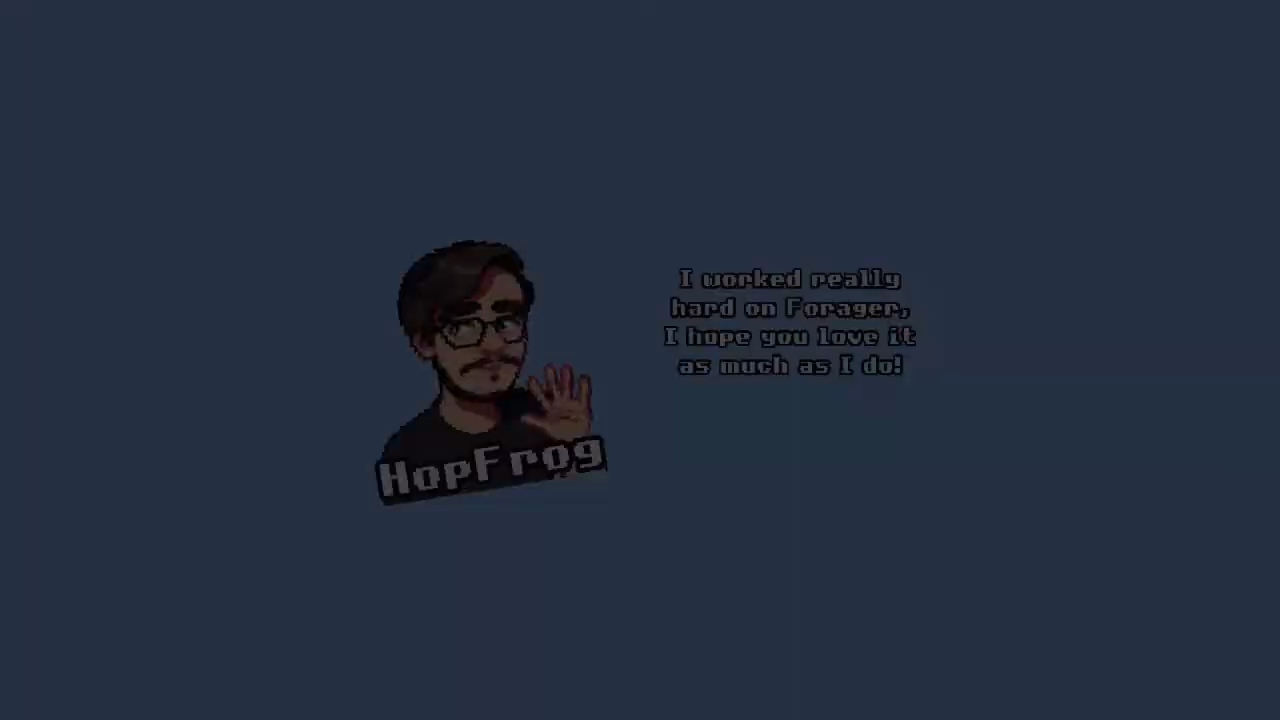 I worked really
hard on Forager,
I hope you love it
as much as I do!
HopFrog